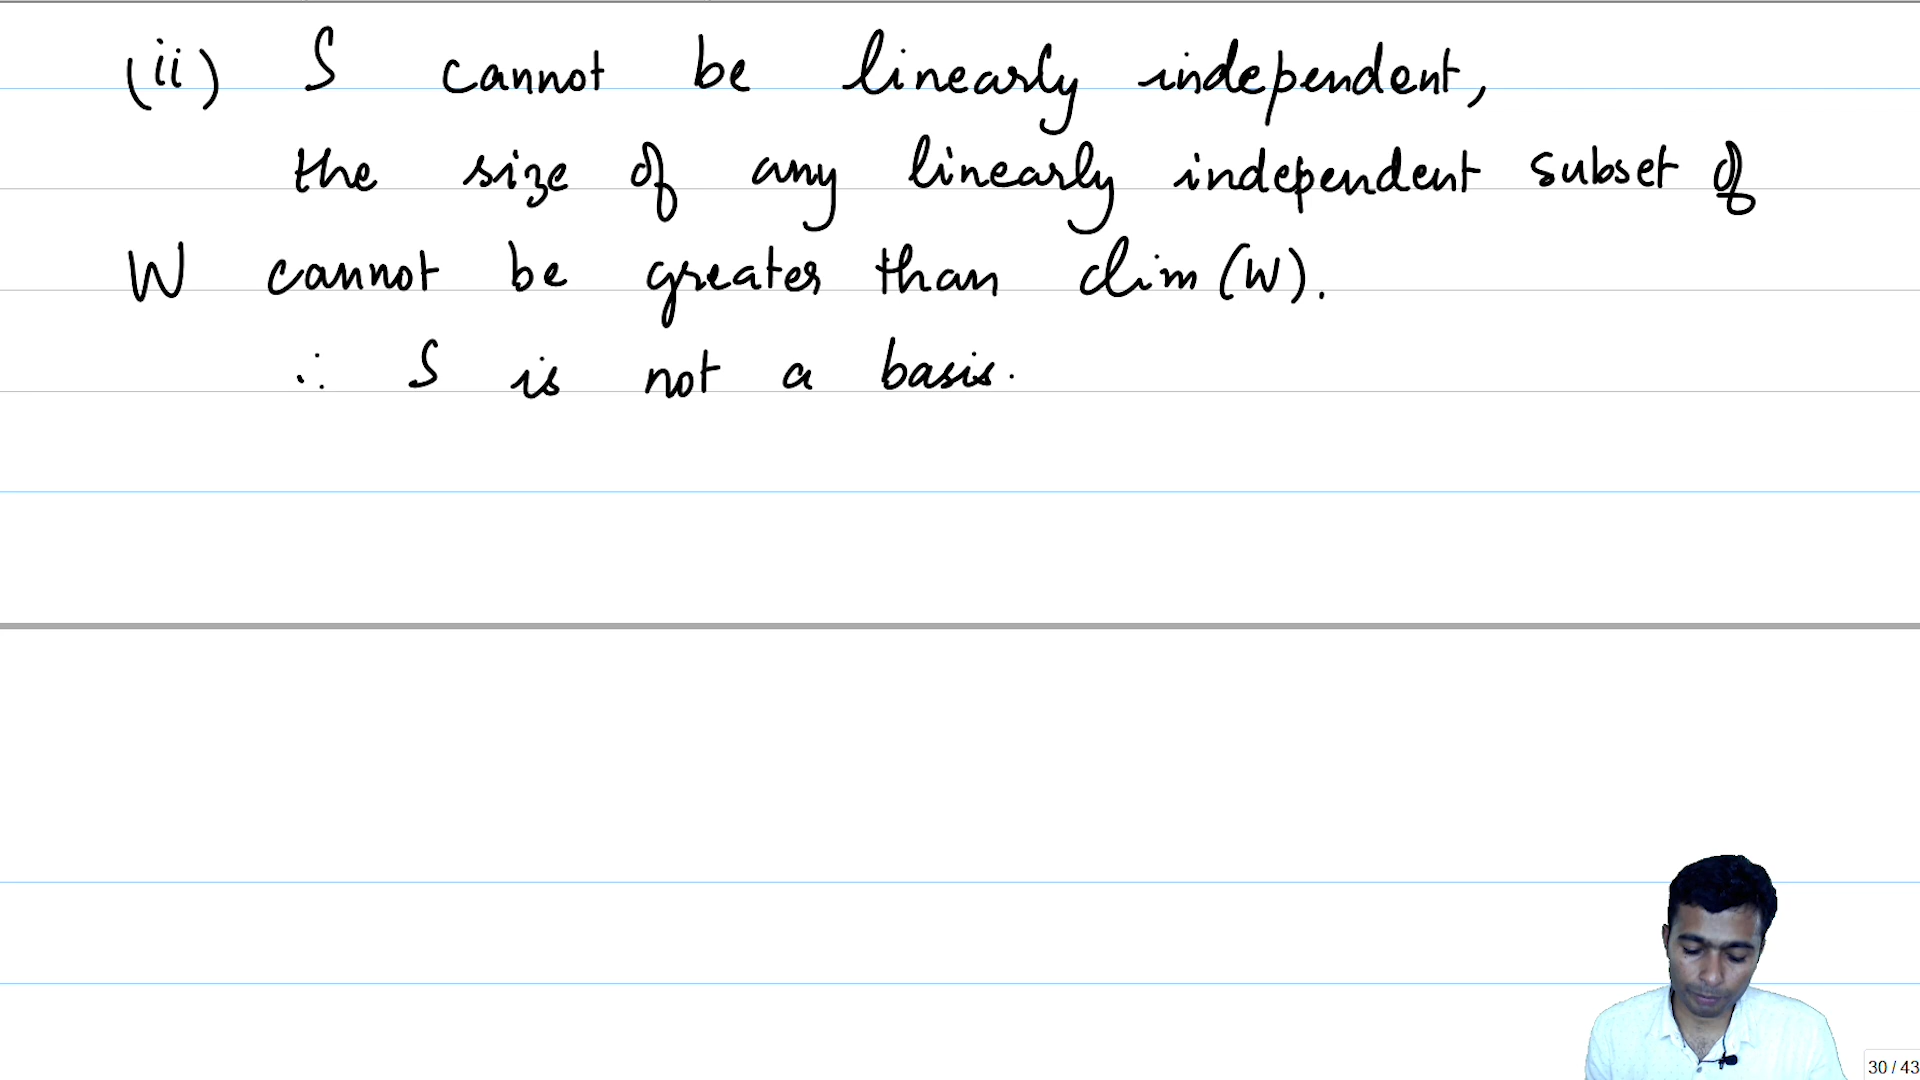 (ii) S cannot be linearly independent,
the size of any linearly independent subset of
W cannot be greater than dim (W).
∴ S is not a basis.
30 / 43